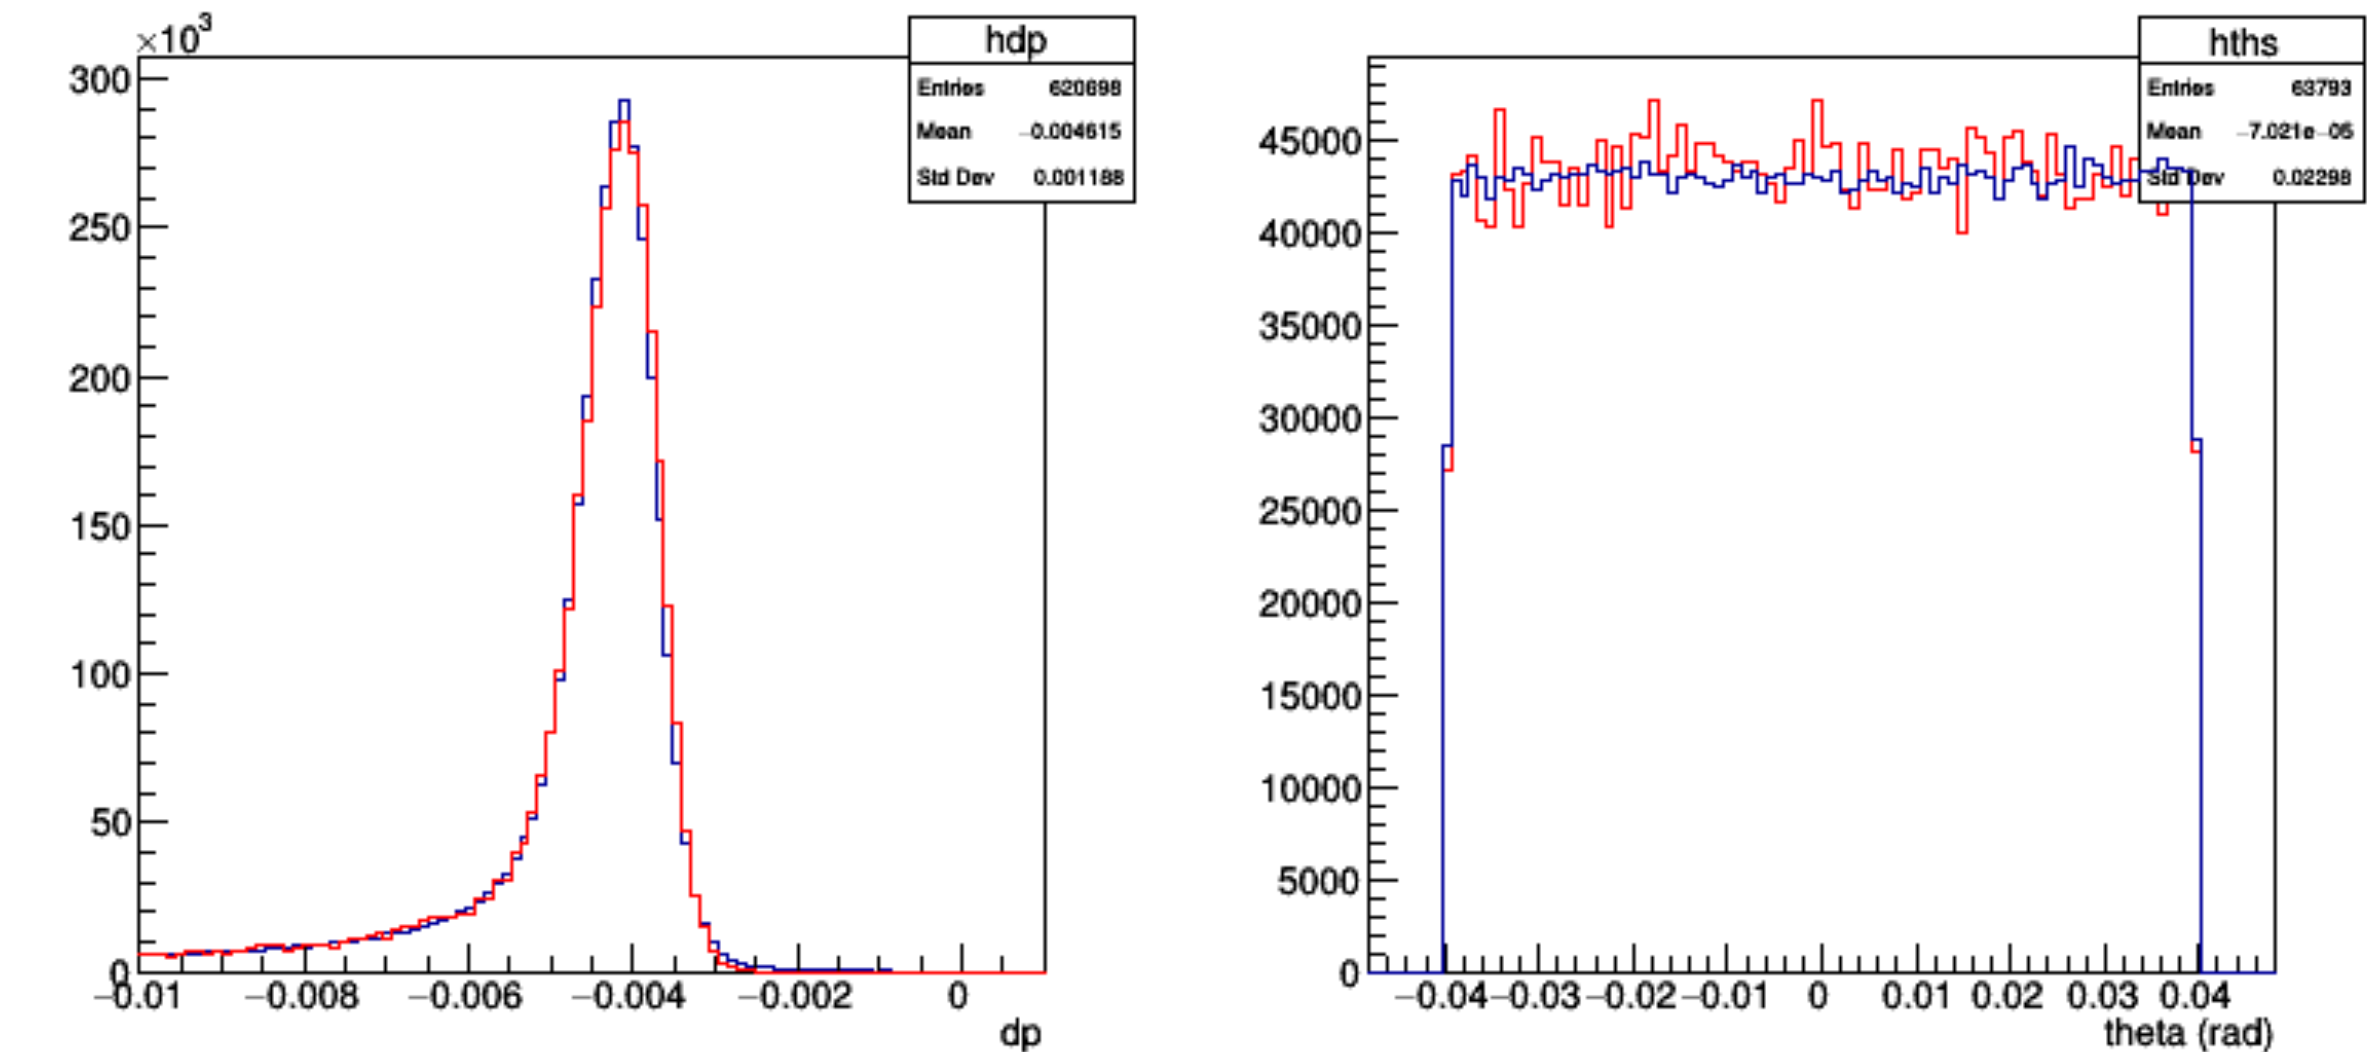 ×10³
hdp
Entries 620698
Mean −0.004615
Std Dev 0.001188
300
250
200
150
100
50
0
−0.01 −0.008 −0.006 −0.004 −0.002 0
dp
hths
Entries 63793
Mean −7.021e−05
Std Dev 0.02298
45000
40000
35000
30000
25000
20000
15000
10000
5000
0
−0.04 −0.03 −0.02 −0.01 0 0.01 0.02 0.03 0.04
theta (rad)